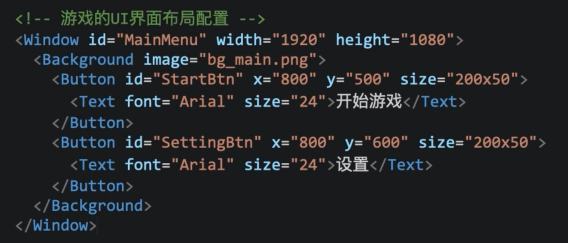 <!-- 游戏的UI界面布局配置 -->
<Window id="MainMenu" width="1920" height="1080">
  <Background image="bg_main.png">
    <Button id="StartBtn" x="800" y="500" size="200x50">
      <Text font="Arial" size="24">开始游戏</Text>
    </Button>
    <Button id="SettingBtn" x="800" y="600" size="200x50">
      <Text font="Arial" size="24">设置</Text>
    </Button>
  </Background>
</Window>